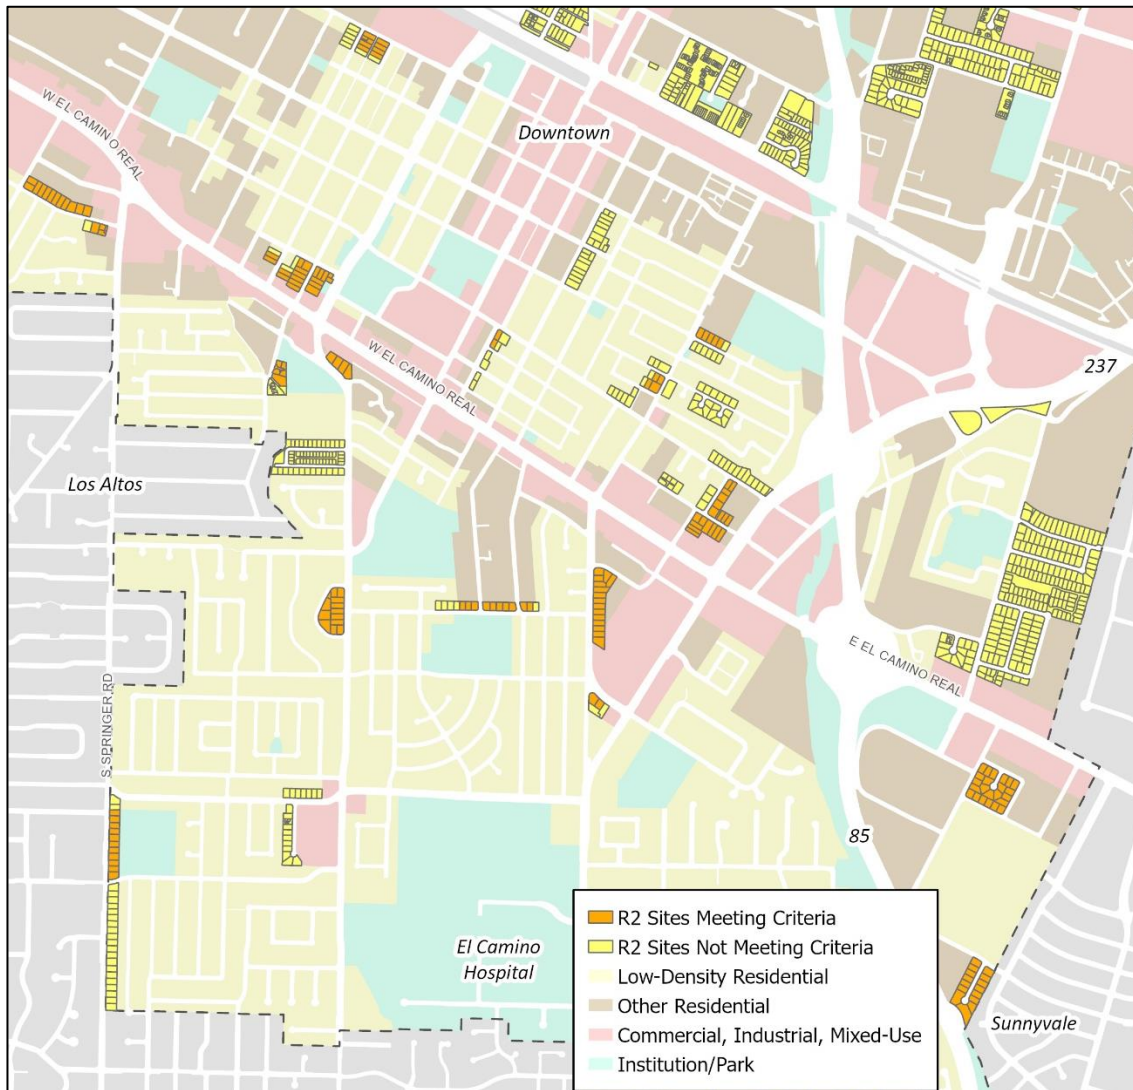 W EL CAMINO REAL
Downtown
W EL CAMINO REAL
237
Los Altos
E EL CAMINO REAL
S SPRINGER RD
85
El Camino
Hospital
R2 Sites Meeting Criteria
R2 Sites Not Meeting Criteria
Low-Density Residential
Other Residential
Commercial, Industrial, Mixed-Use
Institution/Park
Sunnyvale